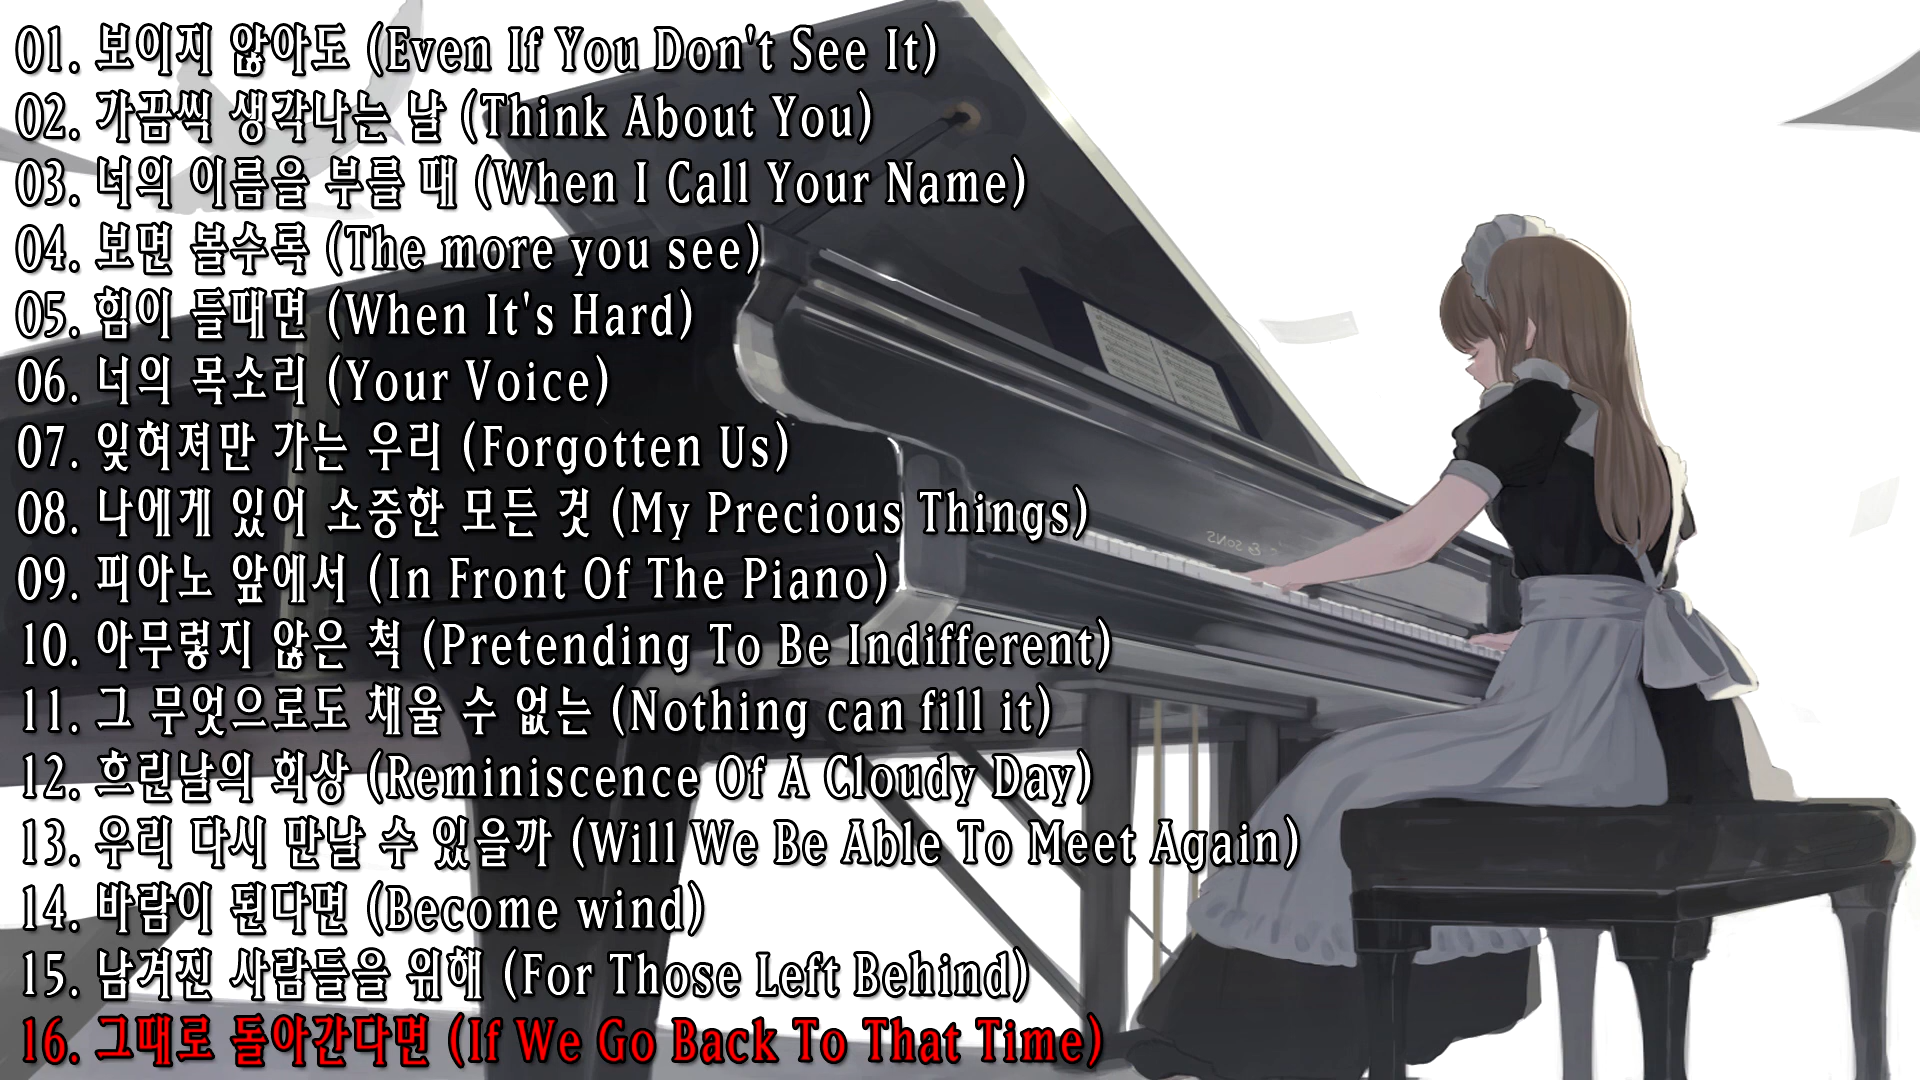 01. 보이지 않아도 (Even If You Don't See It)
02. 가끔씩 생각나는 날 (Think About You)
03. 너의 이름을 부를 때 (When I Call Your Name)
04. 보면 볼수록 (The more you see)
05. 힘이 들때면 (When It's Hard)
06. 너의 목소리 (Your Voice)
07. 잊혀져만 가는 우리 (Forgotten Us)
08. 나에게 있어 소중한 모든 것 (My Precious Things)
09. 피아노 앞에서 (In Front Of The Piano)
10. 아무렇지 않은 척 (Pretending To Be Indifferent)
11. 그 무엇으로도 채울 수 없는 (Nothing can fill it)
12. 흐린날의 회상 (Reminiscence Of A Cloudy Day)
13. 우리 다시 만날 수 있을까 (Will We Be Able To Meet Again)
14. 바람이 된다면 (Become wind)
15. 남겨진 사람들을 위해 (For Those Left Behind)
16. 그때로 돌아간다면 (If We Go Back To That Time)